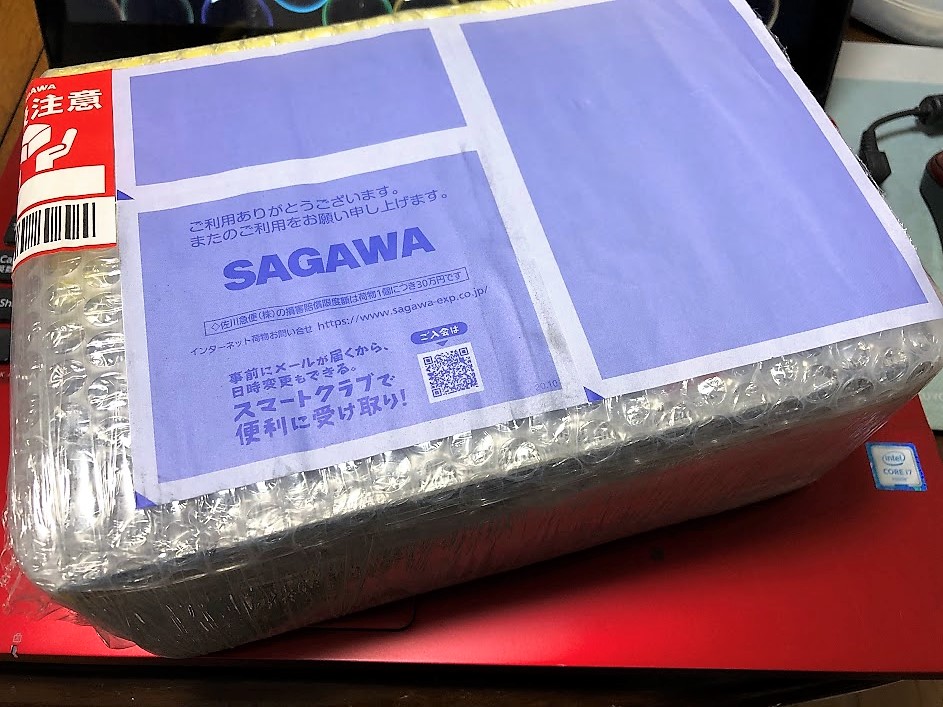 注意
ご利用ありがとうございます。
またのご利用をお願い申し上げます。
SAGAWA
◇佐川急便(株)の損害賠償限度額は荷物1個につき30万円です
インターネット荷物お問い合せ https://www.sagawa-exp.co.jp/
ご入会は
事前にメールが届くから、
日時変更もできる。
スマートクラブで
便利に受け取り!
20.10
intel
CORE i7